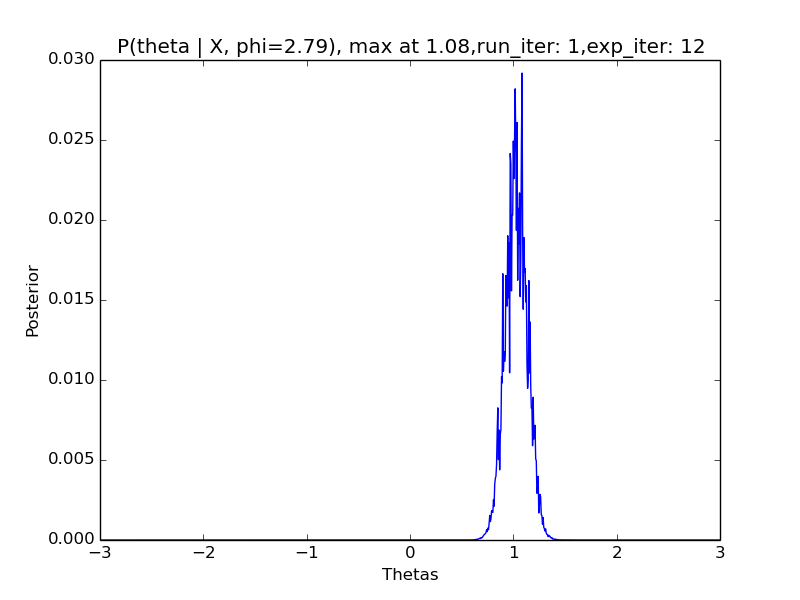 P(theta | X, phi=2.79), max at 1.08,run_iter: 1,exp_iter: 12
0.030
0.025
0.020
0.015
0.010
0.005
0.000
Posterior
−3 −2 −1 0 1 2 3
Thetas